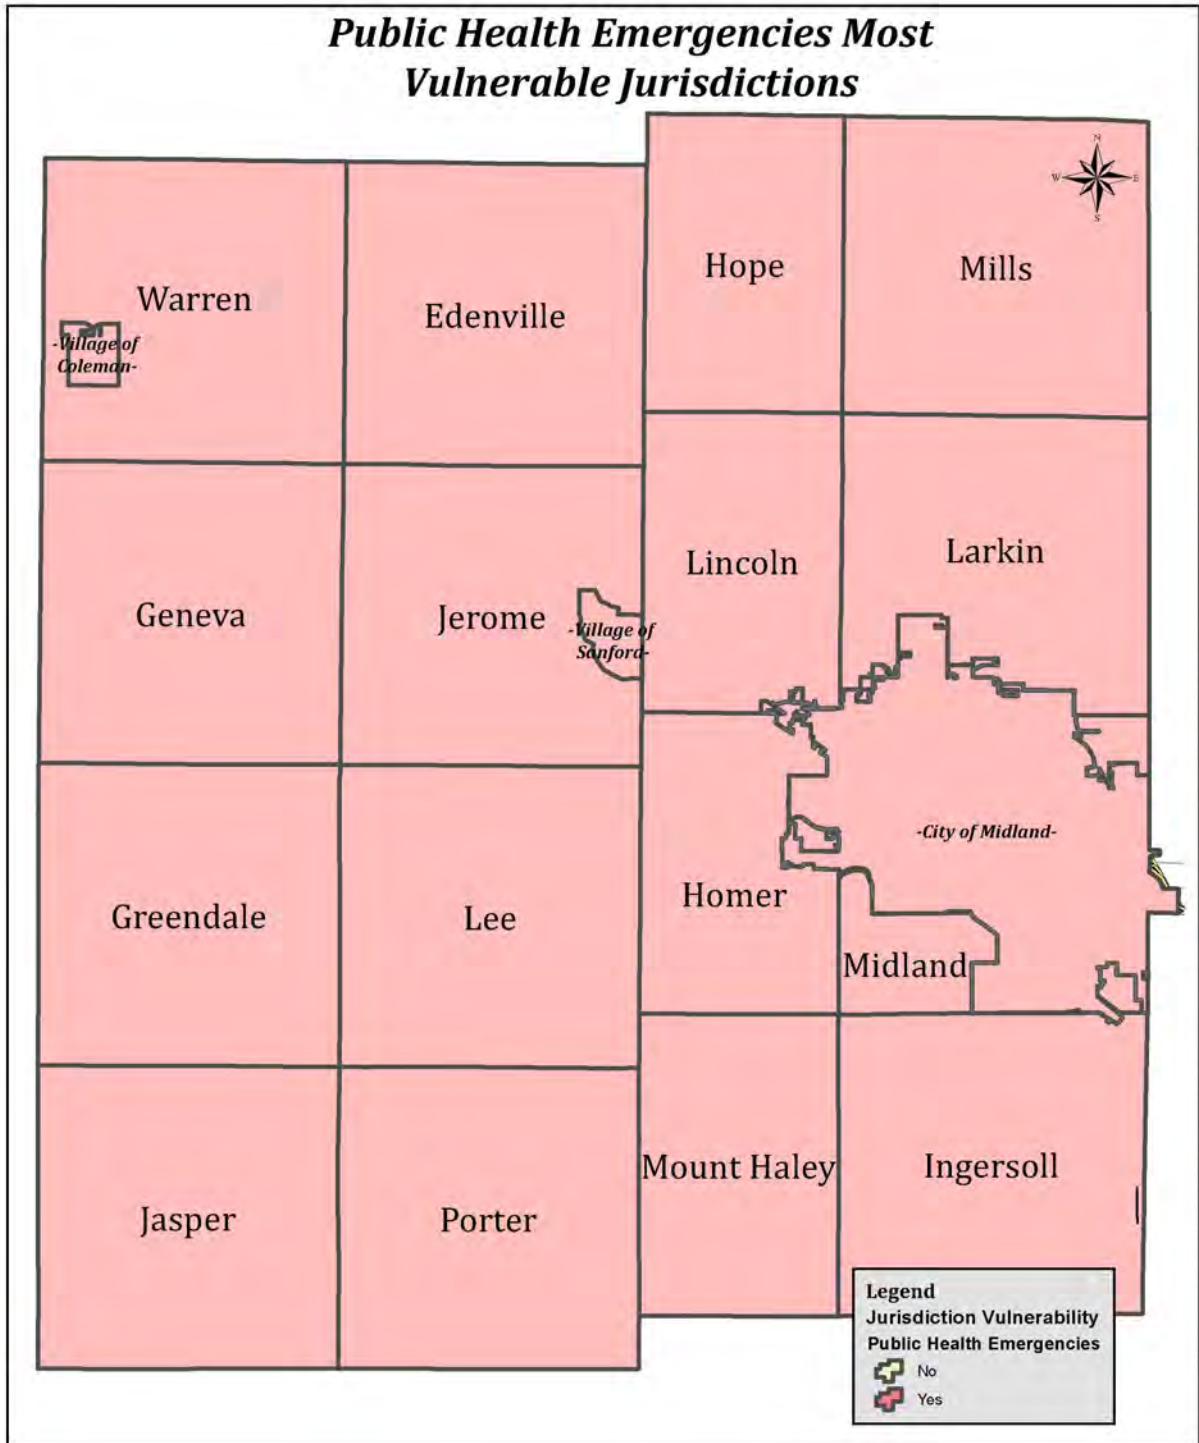 Public Health Emergencies Most
Vulnerable Jurisdictions
N
W
E
S
Hope
Mills
Warren
Edenville
-Village of
Coleman-
Lincoln
Larkin
Geneva
Jerome
-Village of
Sanford-
-City of Midland-
Homer
Greendale
Lee
Midland
Mount Haley
Ingersoll
Jasper
Porter
Legend
Jurisdiction Vulnerability
Public Health Emergencies
No
Yes